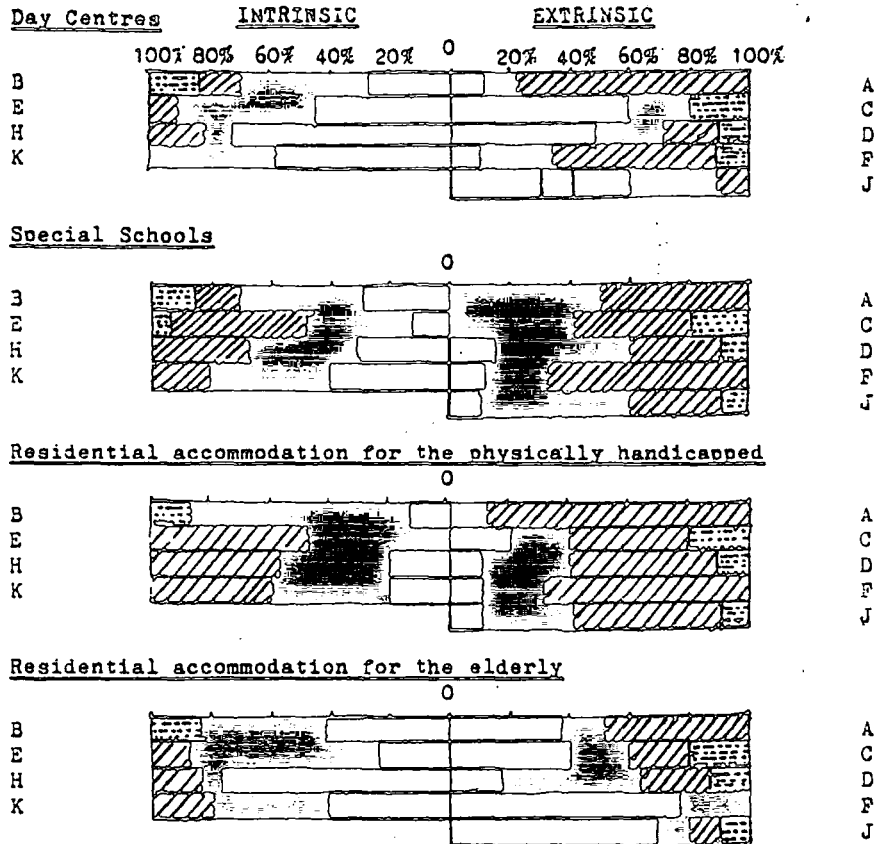 Day Centres INTRINSIC EXTRINSIC
100% 80% 60% 40% 20% 0 20% 40% 60% 80% 100%
B A
E C
H D
K F
J
Special Schools
0
B A
E C
H D
K F
J
Residential accommodation for the physically handicapped
0
B A
E C
H D
K F
J
Residential accommodation for the elderly
0
B A
E C
H D
K F
J